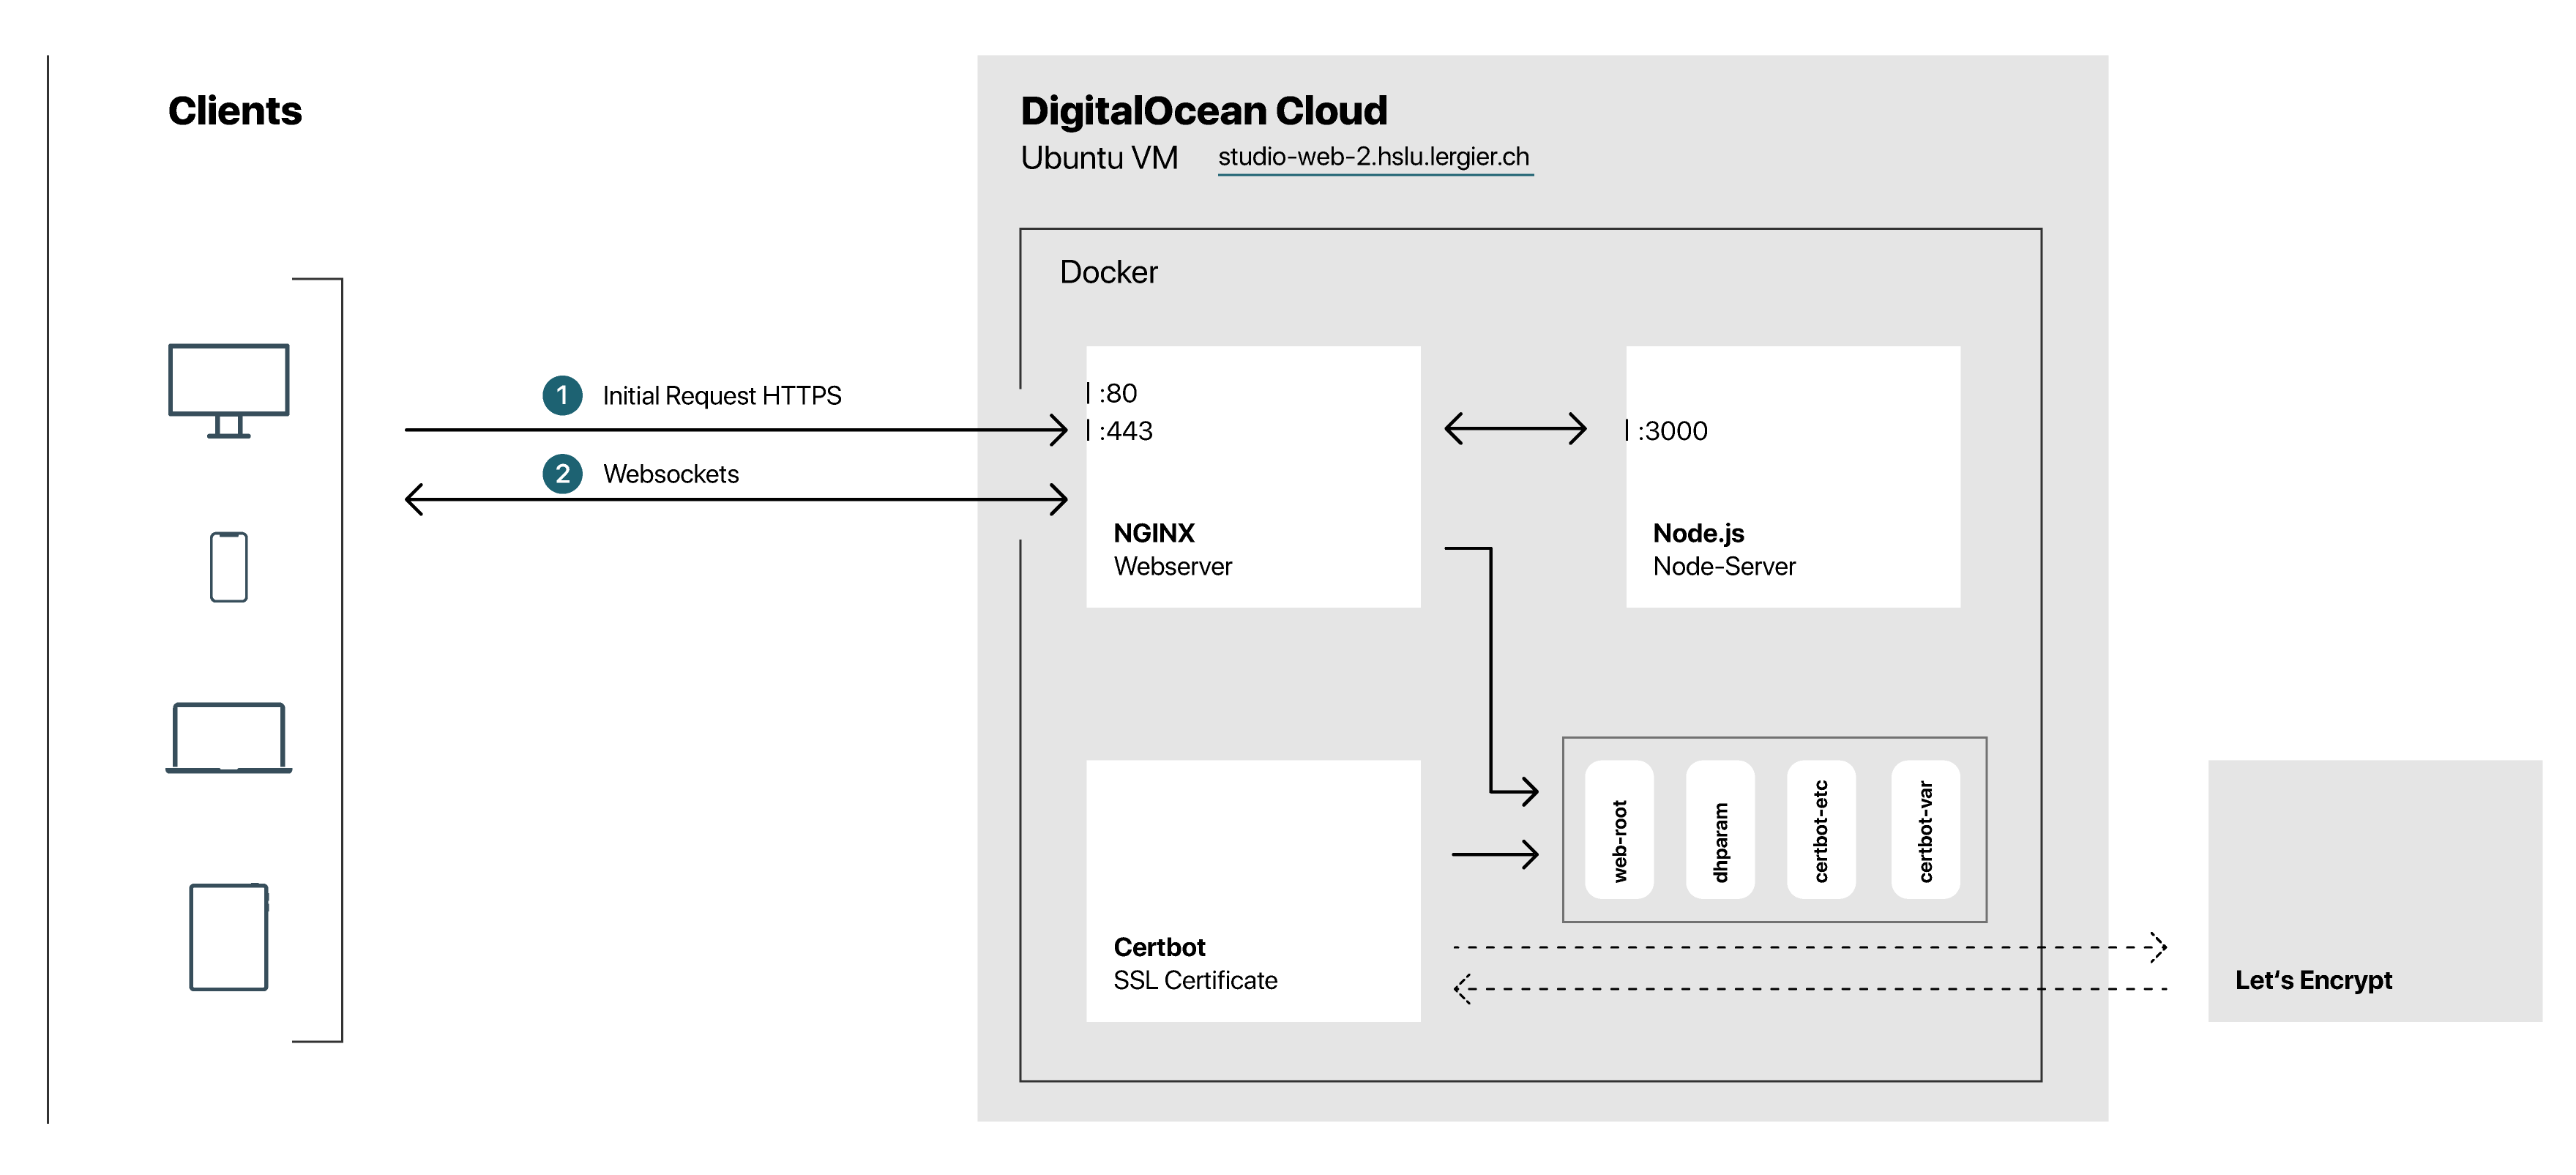 Clients
DigitalOcean Cloud
Ubuntu VM studio-web-2.hslu.lergier.ch
Docker
1 Initial Request HTTPS
2 Websockets
:80
:443
NGINX
Webserver
:3000
Node.js
Node-Server
web-root
dhparam
certbot-etc
certbot-var
Certbot
SSL Certificate
Let‘s Encrypt